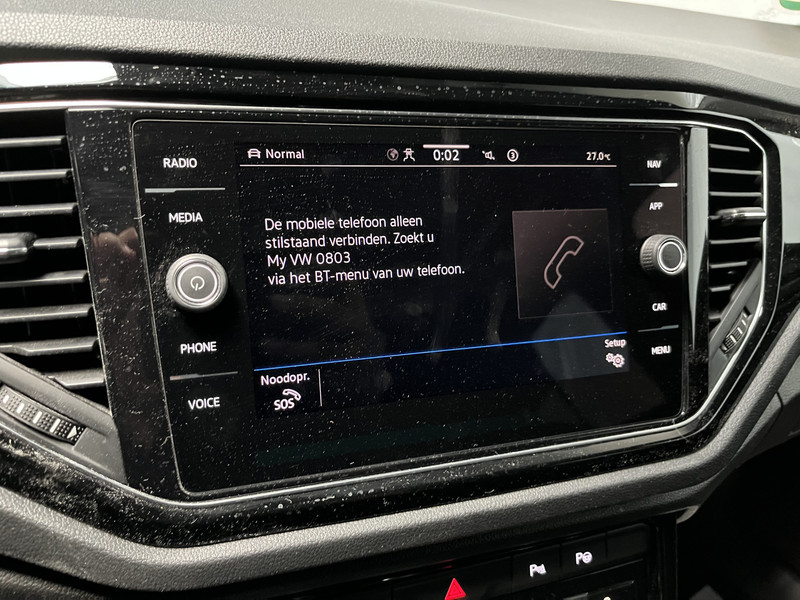 RADIO
MEDIA
PHONE
VOICE
Normal
0:02
3
27.0°C
De mobiele telefoon alleen
stilstaand verbinden. Zoekt u
My VW 0803
via het BT-menu van uw telefoon.
Noodopr.
SOS
Setup
NAV
APP
CAR
MENU
P
P